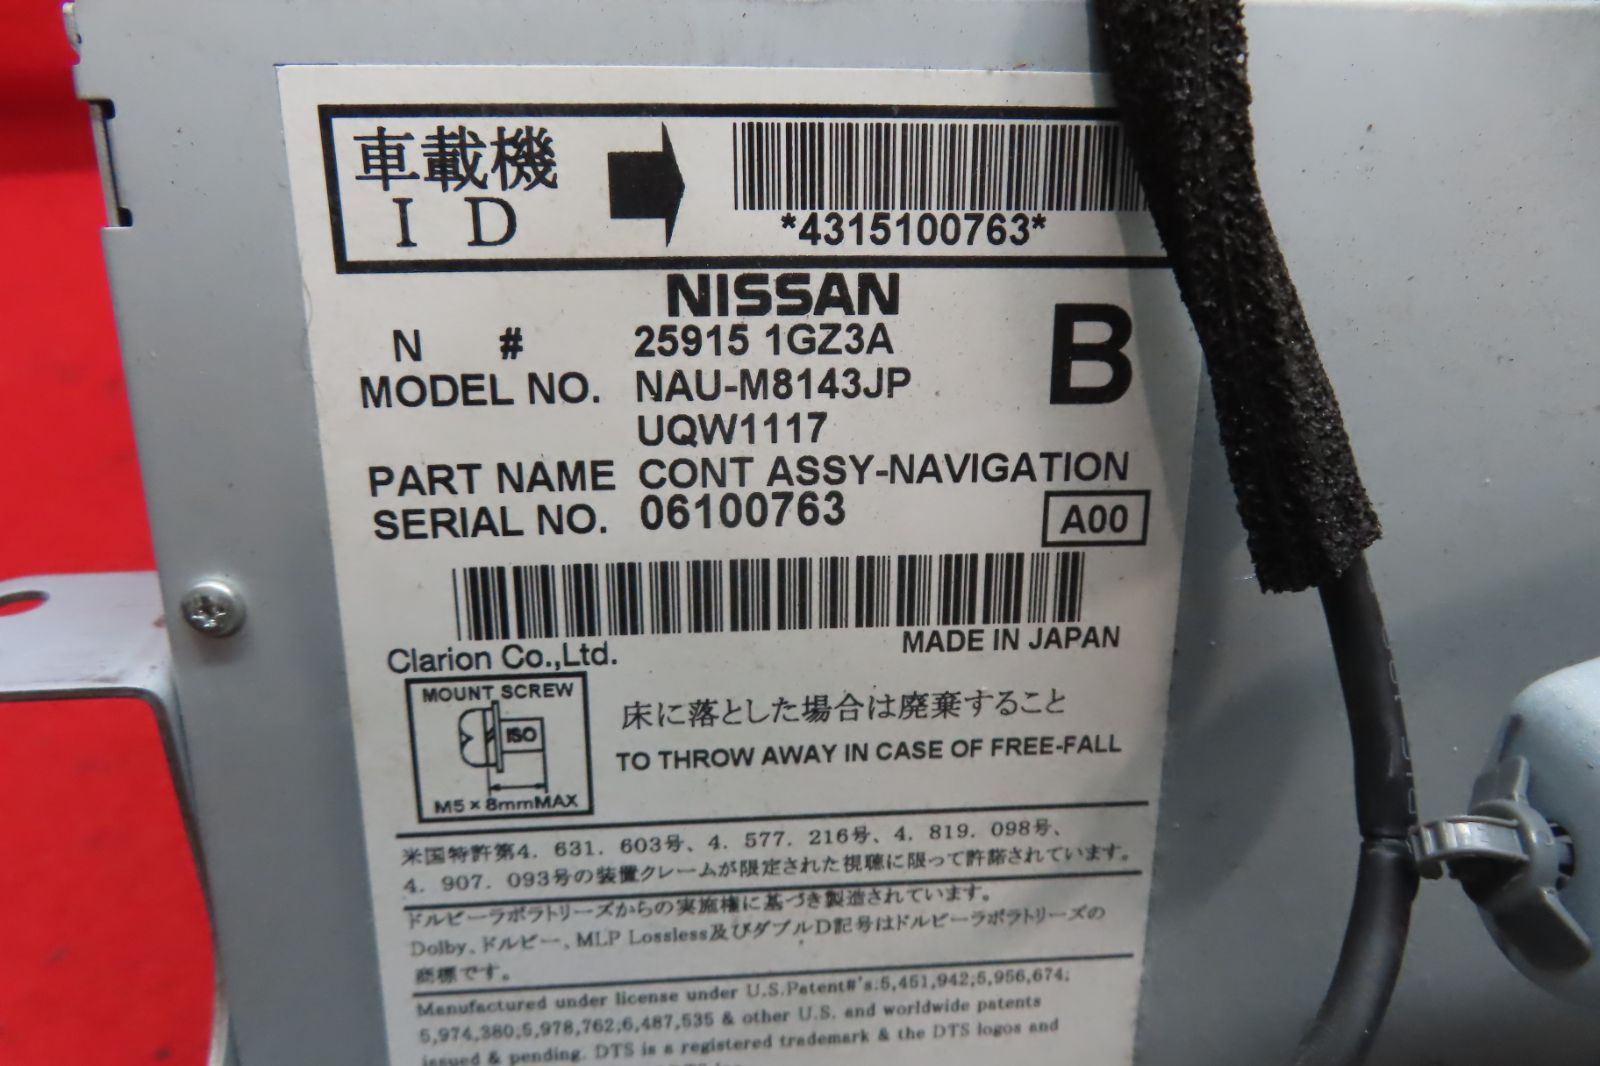 車載機
ID
*4315100763*
NISSAN
N # 25915 1GZ3A
B
MODEL NO. NAU-M8143JP
UQW1117
PART NAME CONT ASSY-NAVIGATION
SERIAL NO. 06100763
A00
Clarion Co.,Ltd.
MADE IN JAPAN
MOUNT SCREW
ISO
M5×8mmMAX
床に落とした場合は廃棄すること
TO THROW AWAY IN CASE OF FREE-FALL
米国特許第4. 631. 603号、4. 577. 216号、4. 819. 098号、
4. 907. 093号の装置クレームが限定された視聴に限って許諾されています。
ドルビーラボラトリーズからの実施権に基づき製造されています。
Dolby、ドルビー、MLP Lossless及びダブルD記号はドルビーラボラトリーズの
商標です。
Manufactured under license under U.S.Patent#'s:5,451,942;5,956,674;
5,974,380;5,978,762;6,487,535 & other U.S. and worldwide patents
issued & pending. DTS is a registered trademark & the DTS logos and